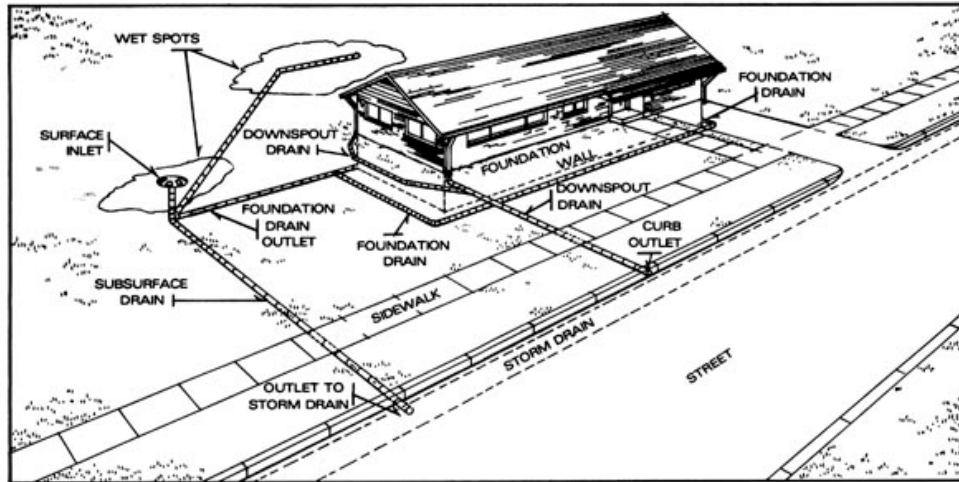 WET SPOTS
SURFACE
INLET
DOWNSPOUT
DRAIN
FOUNDATION
DRAIN
FOUNDATION
WALL
DOWNSPOUT
DRAIN
FOUNDATION
DRAIN
OUTLET
FOUNDATION
DRAIN
CURB
OUTLET
SUBSURFACE
DRAIN
SIDEWALK
STORM DRAIN
STREET
OUTLET TO
STORM DRAIN